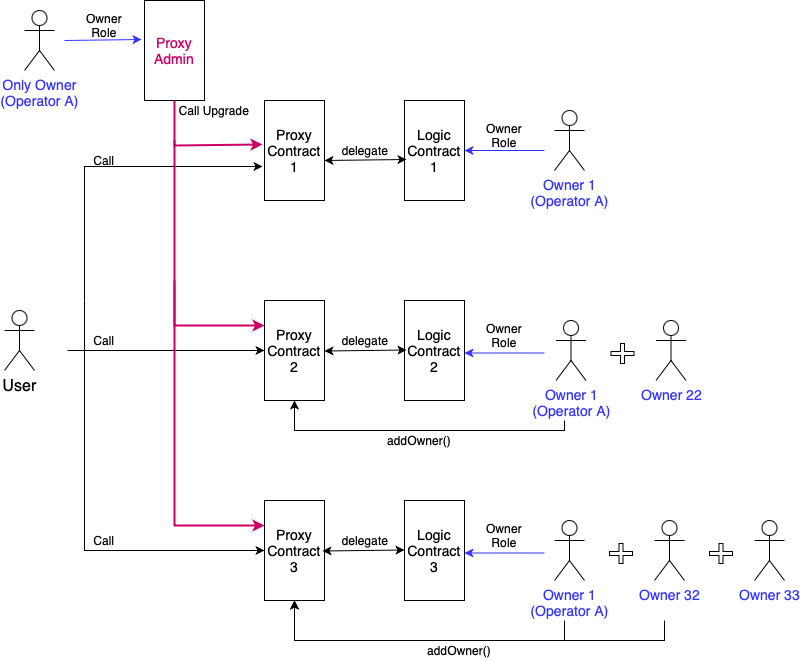 Owner
Role
Proxy
Admin
Only Owner
(Operator A)
Call Upgrade
Proxy
Contract
1
delegate
Logic
Contract
1
Owner
Role
Owner 1
(Operator A)
Call
User
Call
Proxy
Contract
2
delegate
Logic
Contract
2
Owner
Role
Owner 1
(Operator A)
Owner 22
addOwner()
Call
Proxy
Contract
3
delegate
Logic
Contract
3
Owner
Role
Owner 1
(Operator A)
Owner 32
Owner 33
addOwner()